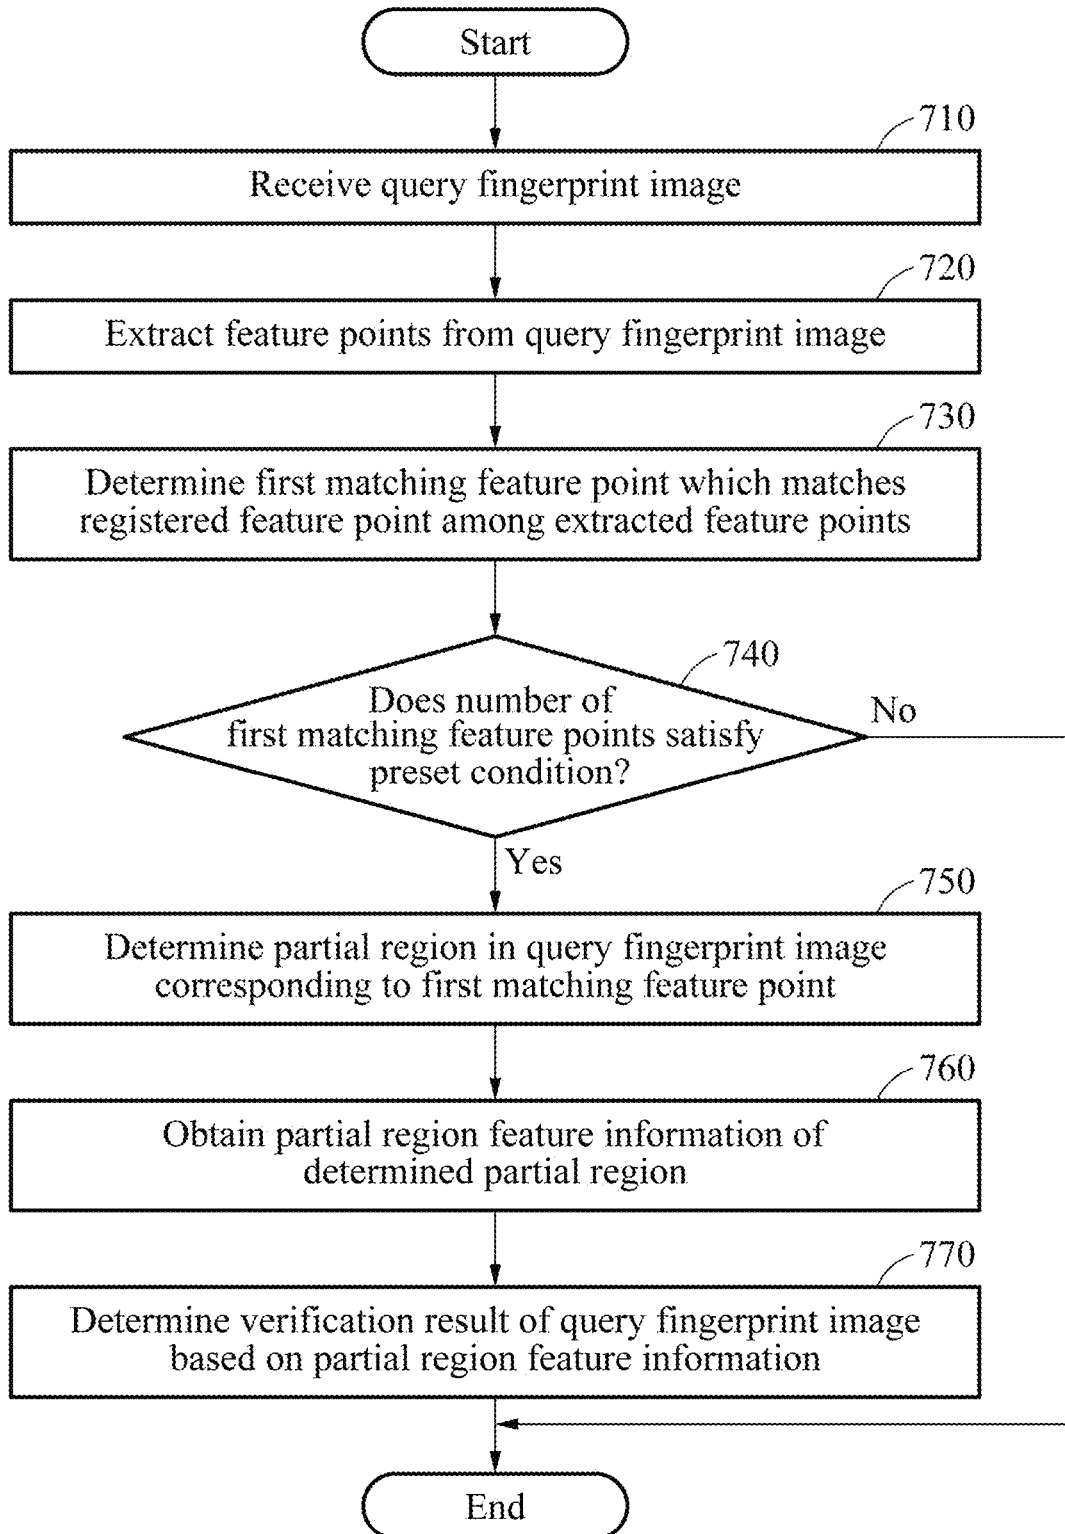 Start
710
Receive query fingerprint image
720
Extract feature points from query fingerprint image
730
Determine first matching feature point which matches
registered feature point among extracted feature points
740
Does number of
first matching feature points satisfy
preset condition?
No
Yes
750
Determine partial region in query fingerprint image
corresponding to first matching feature point
760
Obtain partial region feature information of
determined partial region
770
Determine verification result of query fingerprint image
based on partial region feature information
End